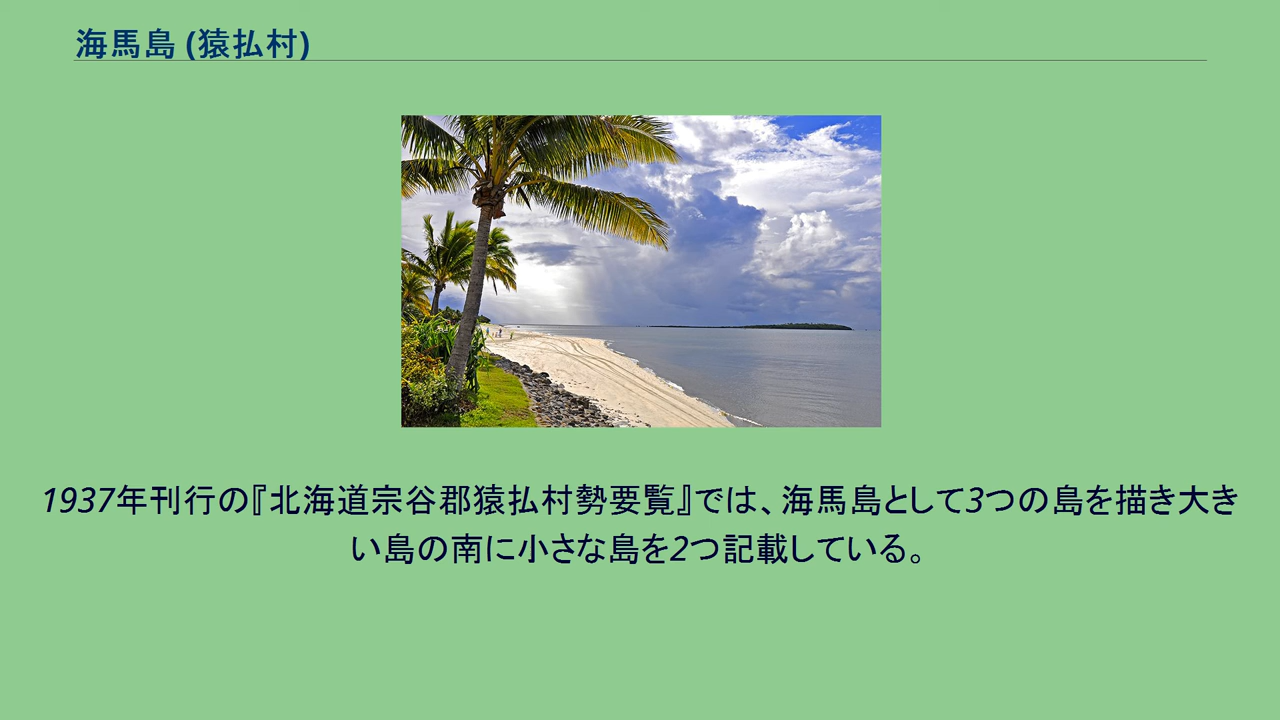 海馬島 (猿払村)
1937年刊行の『北海道宗谷郡猿払村勢要覧』では、海馬島として3つの島を描き大き
い島の南に小さな島を2つ記載している。